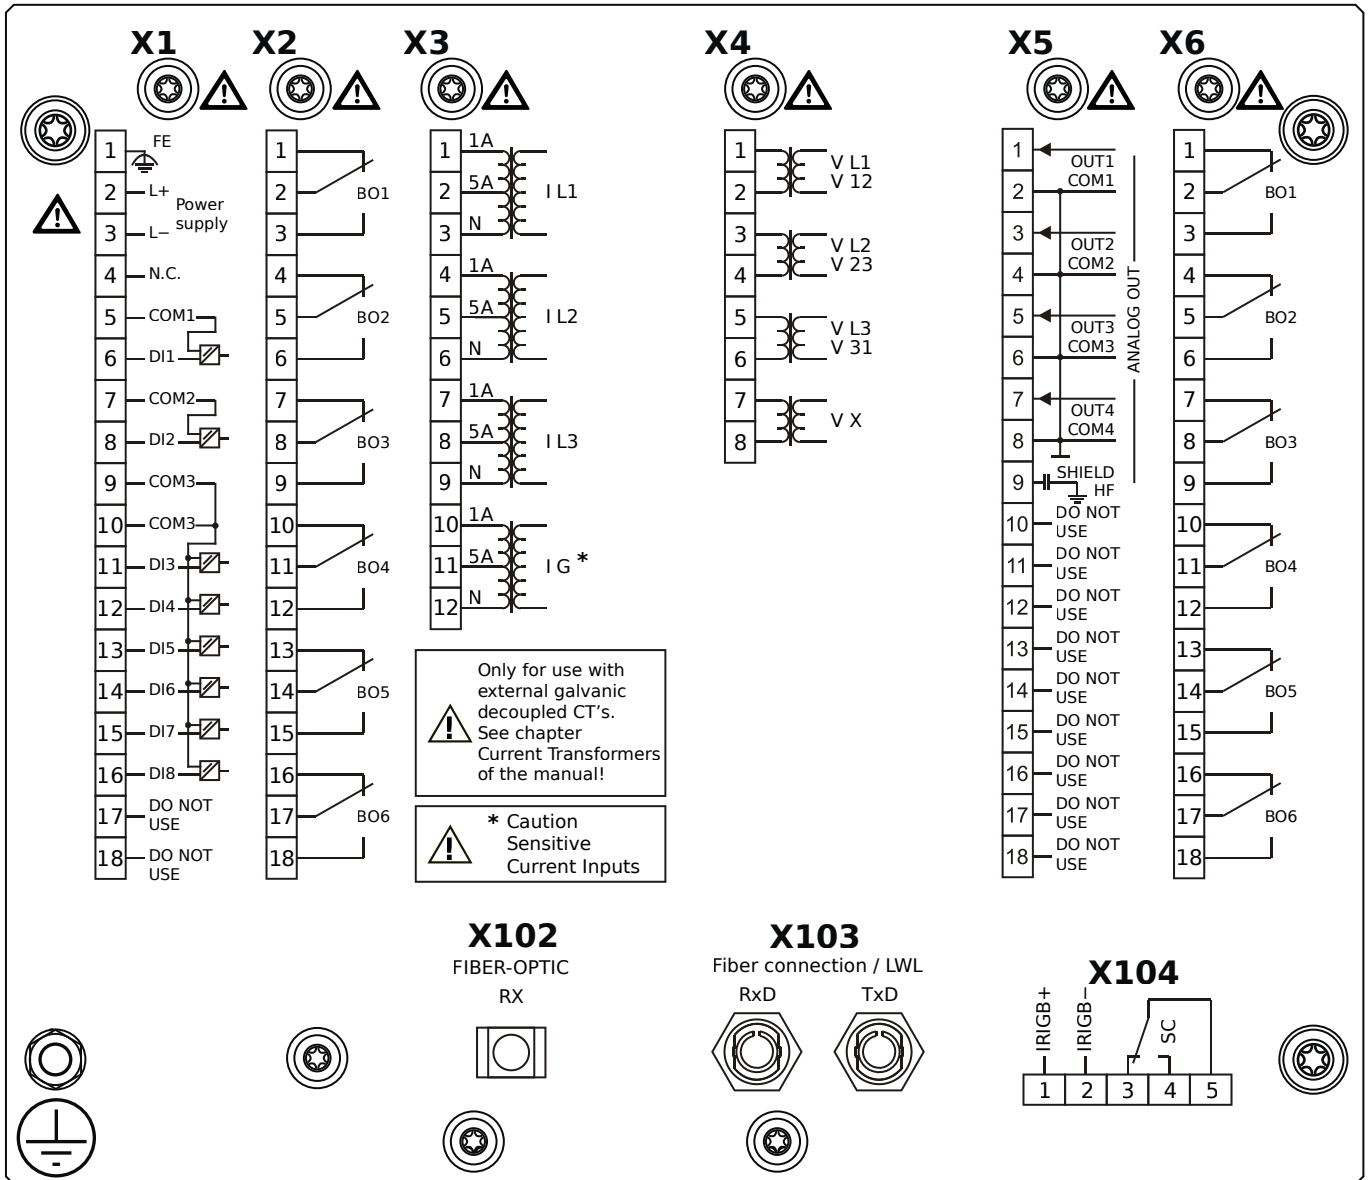 X1
X2
X3
X4
X5
X6
1 FE
2 L+
Power
supply
3 L−
4 N.C.
5 COM1
6 DI1
7 COM2
8 DI2
9 COM3
10 COM3
11 DI3
12 DI4
13 DI5
14 DI6
15 DI7
16 DI8
17 DO NOT
USE
18 DO NOT
USE
1
2 BO1
3
4
5 BO2
6
7
8 BO3
9
10
11 BO4
12
13
14 BO5
15
16
17 BO6
18
1 1A
2 5A I L1
3 N
4 1A
5 5A I L2
6 N
7 1A
8 5A I L3
9 N
10 1A
11 5A I G *
12 N
Only for use with
external galvanic
decoupled CT's.
See chapter
Current Transformers
of the manual!
* Caution
Sensitive
Current Inputs
1 V L1
2 V 12
3 V L2
4 V 23
5 V L3
6 V 31
7 V X
8
1 OUT1
2 COM1
3 OUT2
4 COM2
5 OUT3
6 COM3
7 OUT4
8 COM4
ANALOG OUT
9 SHIELD
HF
10 DO NOT
USE
11 DO NOT
USE
12 DO NOT
USE
13 DO NOT
USE
14 DO NOT
USE
15 DO NOT
USE
16 DO NOT
USE
17 DO NOT
USE
18 DO NOT
USE
1
2 BO1
3
4
5 BO2
6
7
8 BO3
9
10
11 BO4
12
13
14 BO5
15
16
17 BO6
18
X102
FIBER-OPTIC
RX
X103
Fiber connection / LWL
RxD TxD
X104
IRIGB+
IRIGB−
SC
1 2 3 4 5